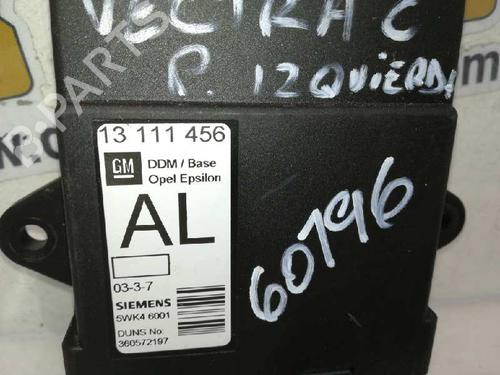 VECTRA C
P. IZQUIERDA
13 111 456
GM
DDM / Base
Opel Epsilon
AL
60796
03-3-7
SIEMENS
5WK4 6001
DUNS No:
360572197
B-PARTS